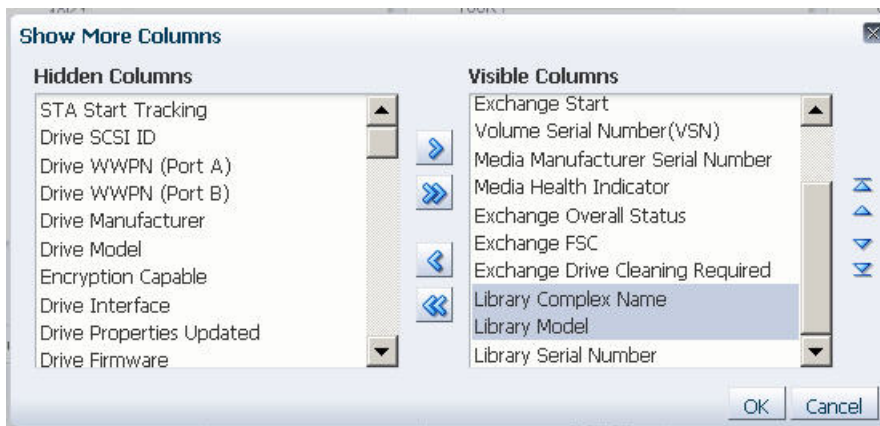 Show More Columns
Hidden Columns
STA Start Tracking
Drive SCSI ID
Drive WWPN (Port A)
Drive WWPN (Port B)
Drive Manufacturer
Drive Model
Encryption Capable
Drive Interface
Drive Properties Updated
Drive Firmware
Visible Columns
Exchange Start
Volume Serial Number(VSN)
Media Manufacturer Serial Number
Media Health Indicator
Exchange Overall Status
Exchange FSC
Exchange Drive Cleaning Required
Library Complex Name
Library Model
Library Serial Number
OK
Cancel